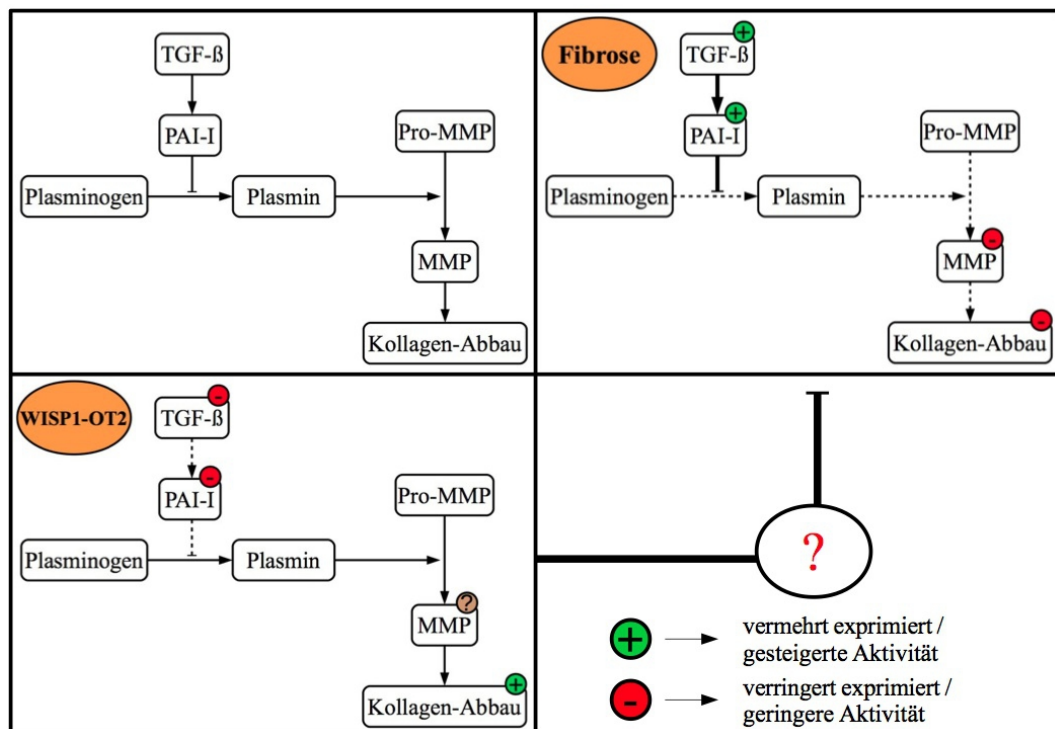 TGF-ß
PAI-I
Pro-MMP
Plasminogen
Plasmin
MMP
Kollagen-Abbau
Fibrose
TGF-ß
+
PAI-I
+
Pro-MMP
Plasminogen
Plasmin
MMP
-
Kollagen-Abbau
-
WISP1-OT2
TGF-ß
-
PAI-I
-
Pro-MMP
Plasminogen
Plasmin
MMP
?
Kollagen-Abbau
+
?
+
vermehrt exprimiert /
gesteigerte Aktivität
-
verringert exprimiert /
geringere Aktivität